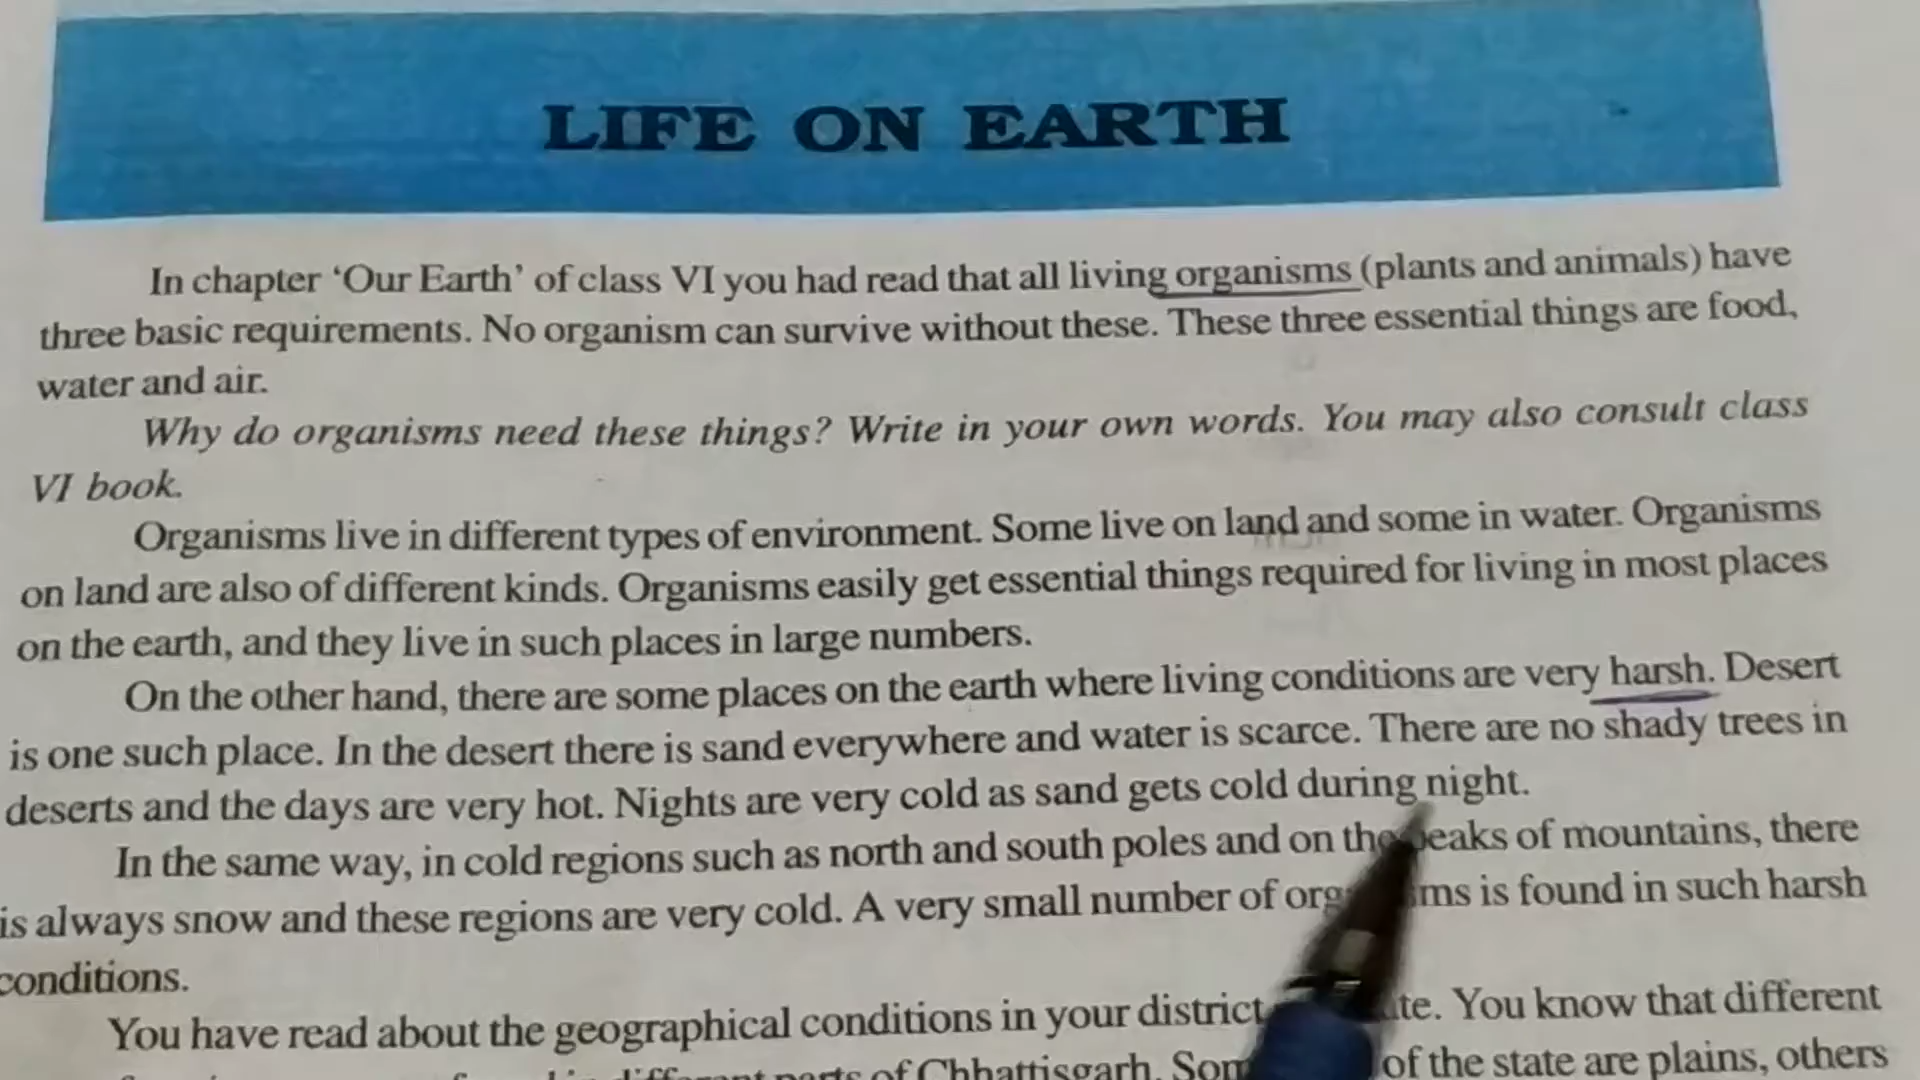 LIFE ON EARTH
In chapter ‘Our Earth’ of class VI you had read that all living organisms (plants and animals) have
three basic requirements. No organism can survive without these. These three essential things are food,
water and air.
Why do organisms need these things? Write in your own words. You may also consult class
VI book.
Organisms live in different types of environment. Some live on land and some in water. Organisms
on land are also of different kinds. Organisms easily get essential things required for living in most places
on the earth, and they live in such places in large numbers.
On the other hand, there are some places on the earth where living conditions are very harsh. Desert
is one such place. In the desert there is sand everywhere and water is scarce. There are no shady trees in
deserts and the days are very hot. Nights are very cold as sand gets cold during night.
In the same way, in cold regions such as north and south poles and on the peaks of mountains, there
is always snow and these regions are very cold. A very small number of organisms is found in such harsh
conditions.
You have read about the geographical conditions in your district. You know that different
different parts of Chhattisgarh. of the state are plains, others